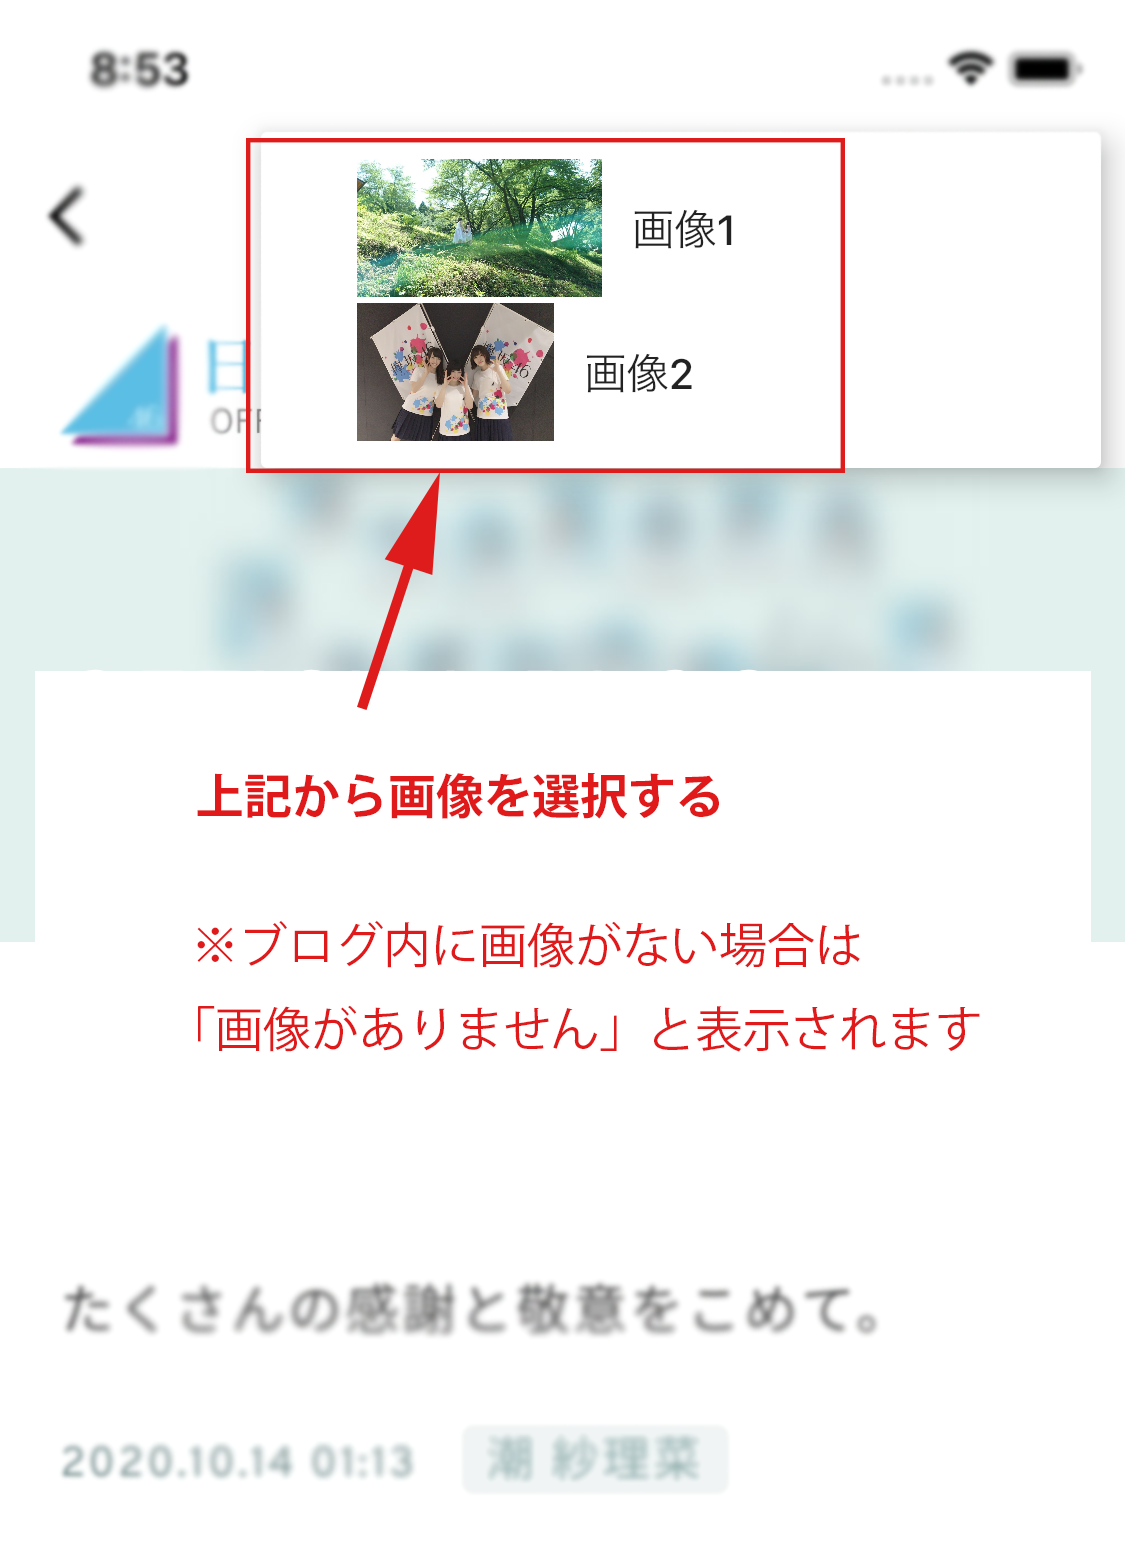 8:53
画像1
画像2
日
OFF
上記から画像を選択する
※ブログ内に画像がない場合は
「画像がありません」と表示されます
たくさんの感謝と敬意をこめて。
2020.10.14 01:13
潮 紗理菜